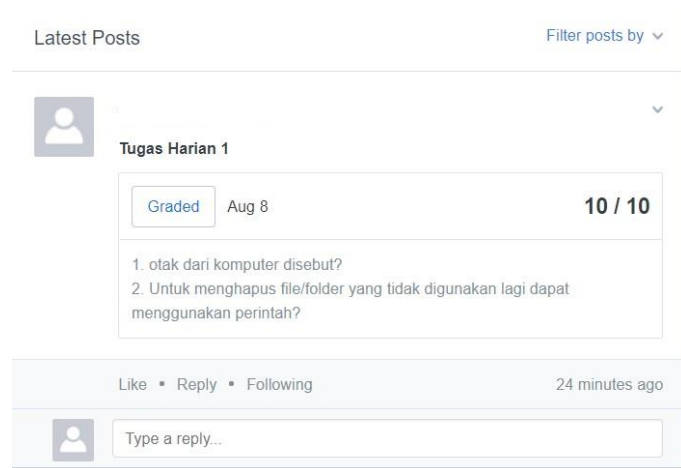 Latest Posts
Filter posts by
Tugas Harian 1
Graded Aug 8 10 / 10
1. otak dari komputer disebut?
2. Untuk menghapus file/folder yang tidak digunakan lagi dapat
menggunakan perintah?
Like • Reply • Following 24 minutes ago
Type a reply...